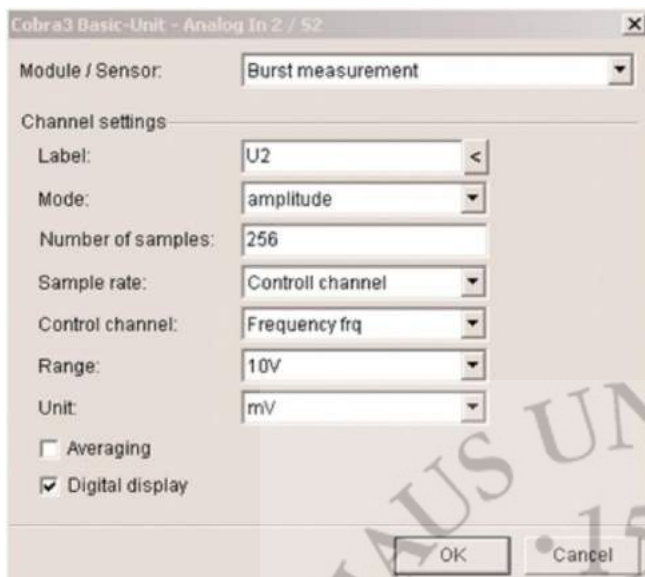 Cobra3 Basic-Unit - Analog In 2 / S2
Module / Sensor: Burst measurement
Channel settings
Label: U2 <
Mode: amplitude
Number of samples: 256
Sample rate: Controll channel
Control channel: Frequency frq
Range: 10V
Unit: mV
Averaging
Digital display
OK Cancel